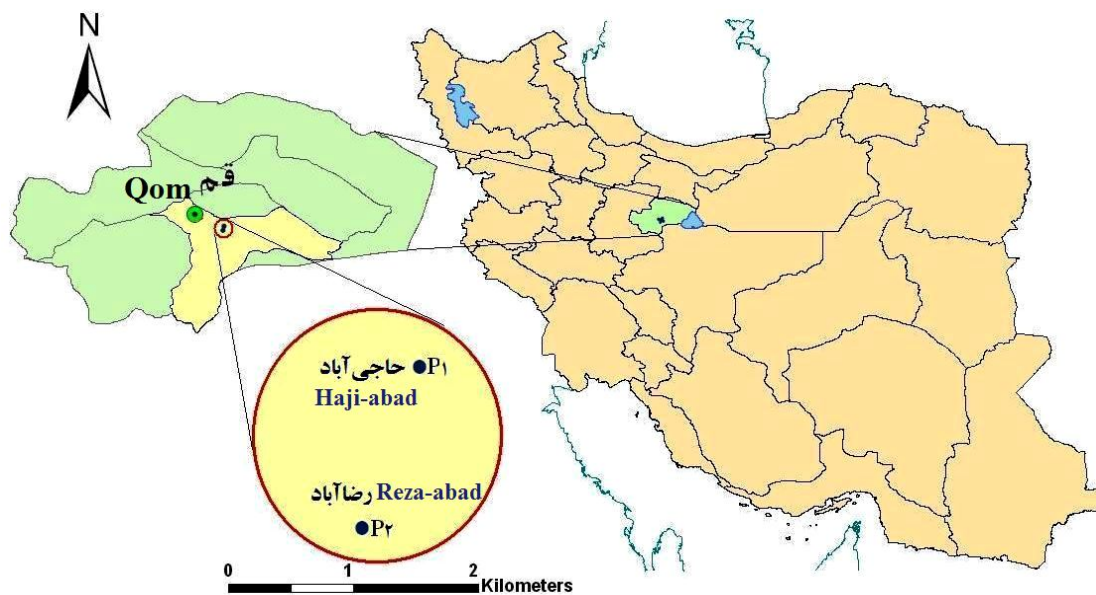 N
Qom قم
حاجی‌آباد P۱
Haji-abad
رضاآباد Reza-abad
P۲
0 1 2
Kilometers